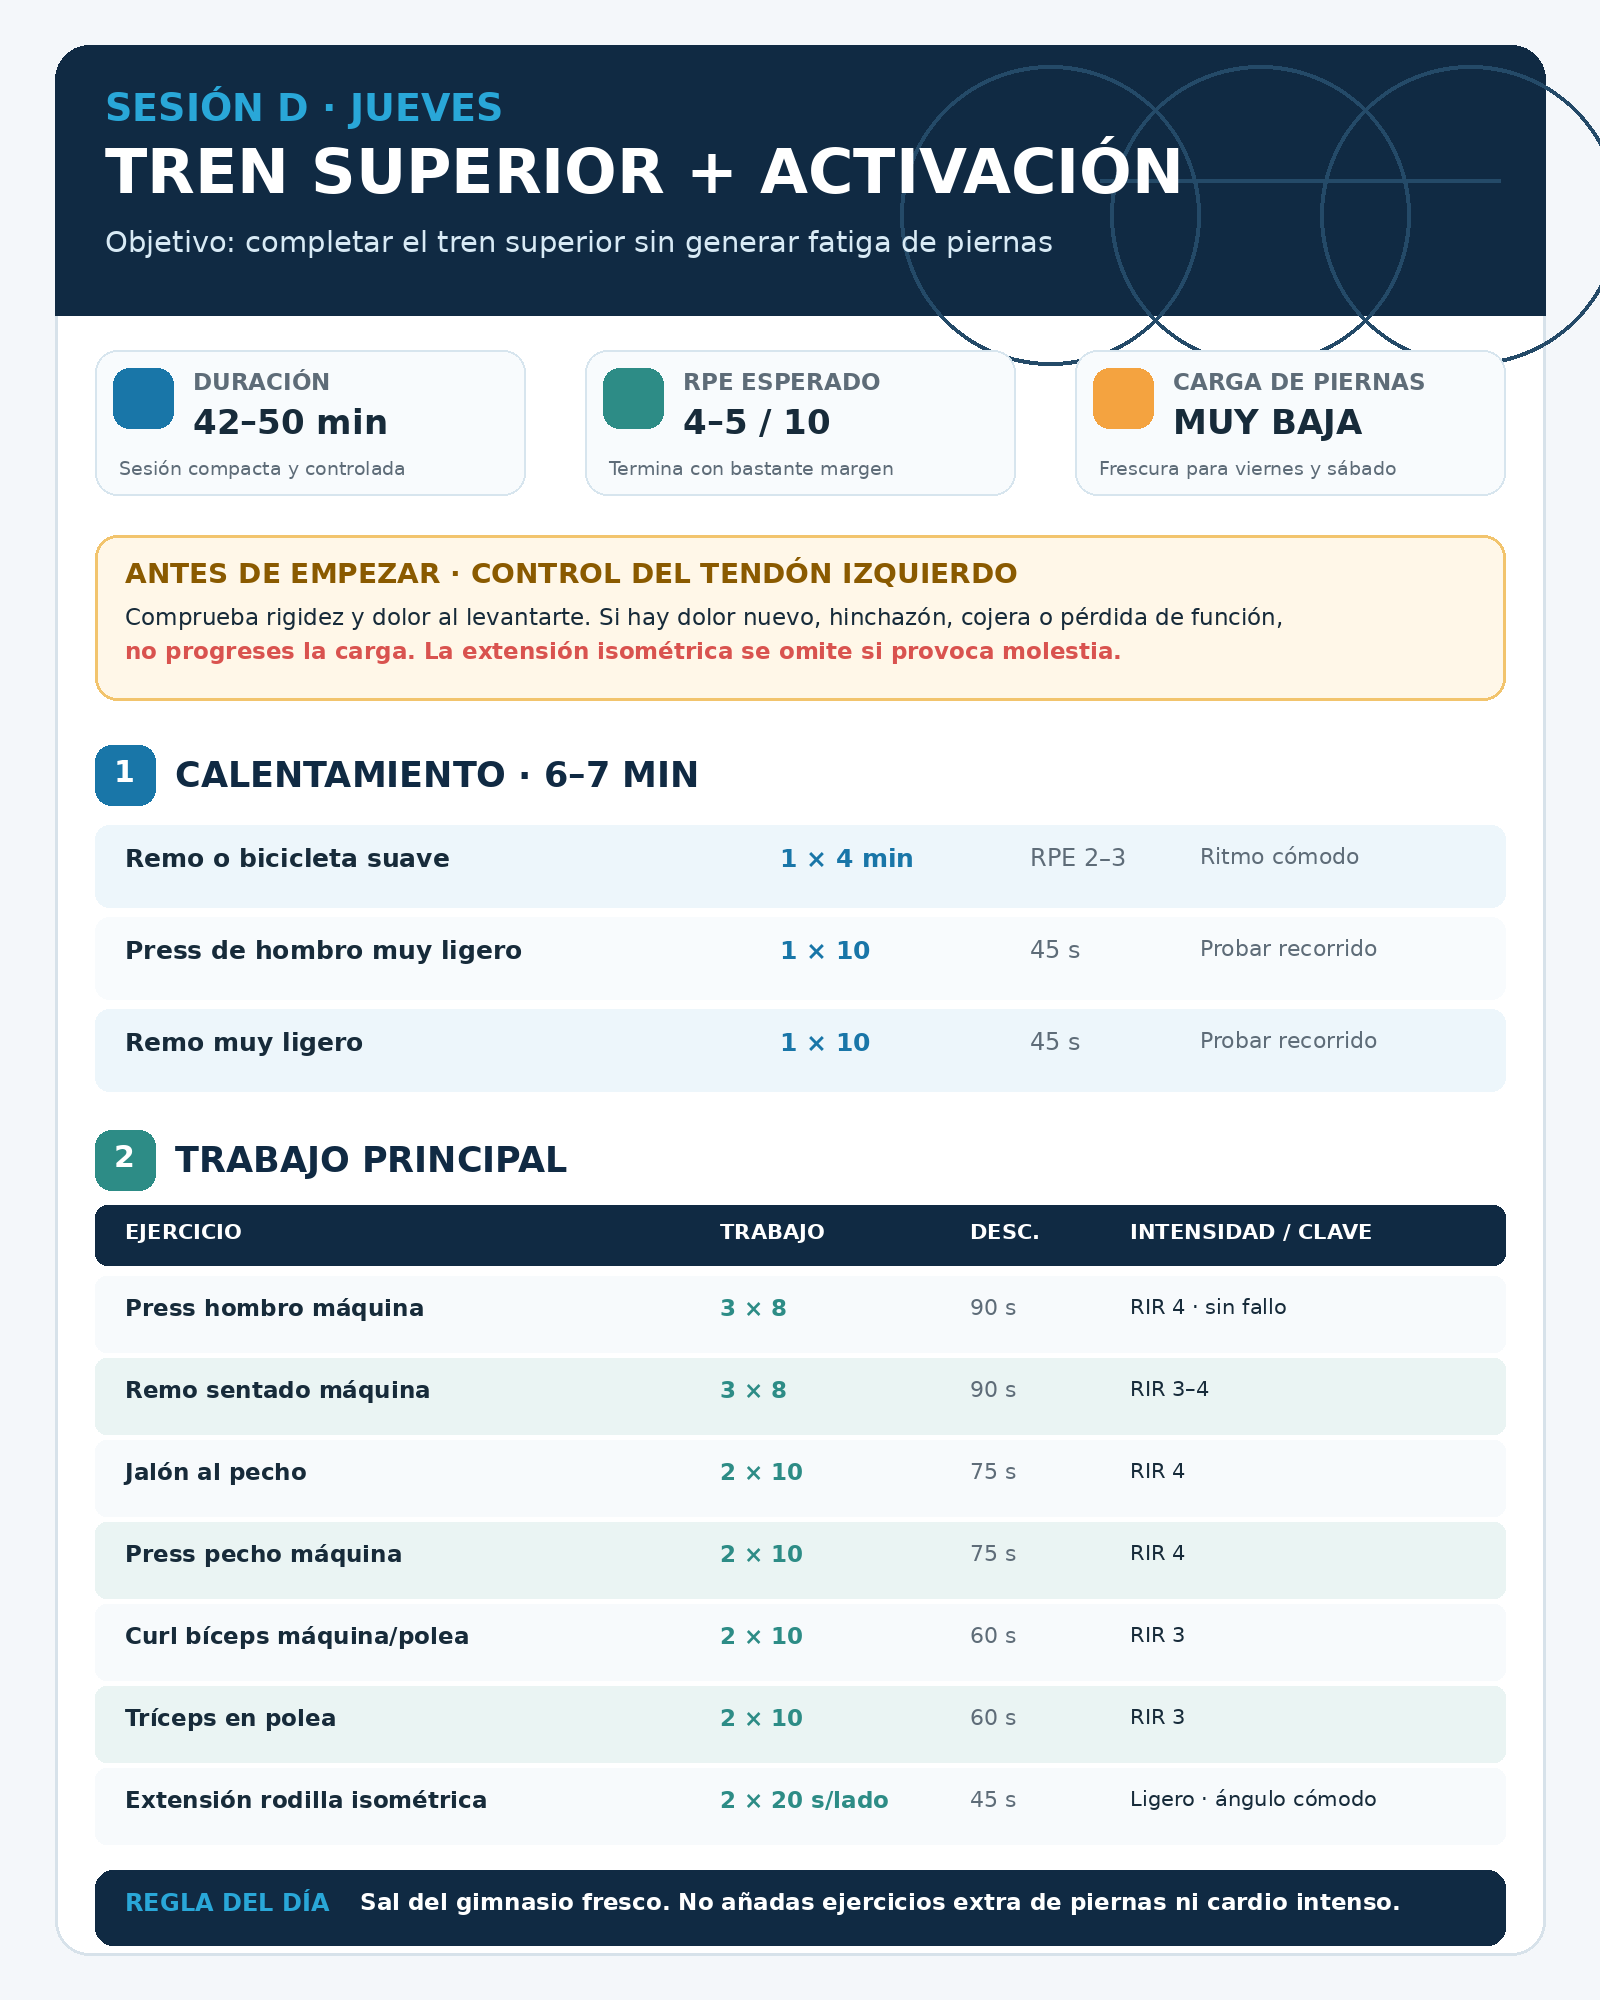 SESIÓN D · JUEVES
TREN SUPERIOR + ACTIVACIÓN
Objetivo: completar el tren superior sin generar fatiga de piernas
DURACIÓN
42–50 min
Sesión compacta y controlada
RPE ESPERADO
4–5 / 10
Termina con bastante margen
CARGA DE PIERNAS
MUY BAJA
Frescura para viernes y sábado
ANTES DE EMPEZAR · CONTROL DEL TENDÓN IZQUIERDO
Comprueba rigidez y dolor al levantarte. Si hay dolor nuevo, hinchazón, cojera o pérdida de función,
no progreses la carga. La extensión isométrica se omite si provoca molestia.
1 CALENTAMIENTO · 6–7 MIN
Remo o bicicleta suave 1 × 4 min RPE 2–3 Ritmo cómodo
Press de hombro muy ligero 1 × 10 45 s Probar recorrido
Remo muy ligero 1 × 10 45 s Probar recorrido
2 TRABAJO PRINCIPAL
EJERCICIO TRABAJO DESC. INTENSIDAD / CLAVE
Press hombro máquina 3 × 8 90 s RIR 4 · sin fallo
Remo sentado máquina 3 × 8 90 s RIR 3–4
Jalón al pecho 2 × 10 75 s RIR 4
Press pecho máquina 2 × 10 75 s RIR 4
Curl bíceps máquina/polea 2 × 10 60 s RIR 3
Tríceps en polea 2 × 10 60 s RIR 3
Extensión rodilla isométrica 2 × 20 s/lado 45 s Ligero · ángulo cómodo
REGLA DEL DÍA Sal del gimnasio fresco. No añadas ejercicios extra de piernas ni cardio intenso.